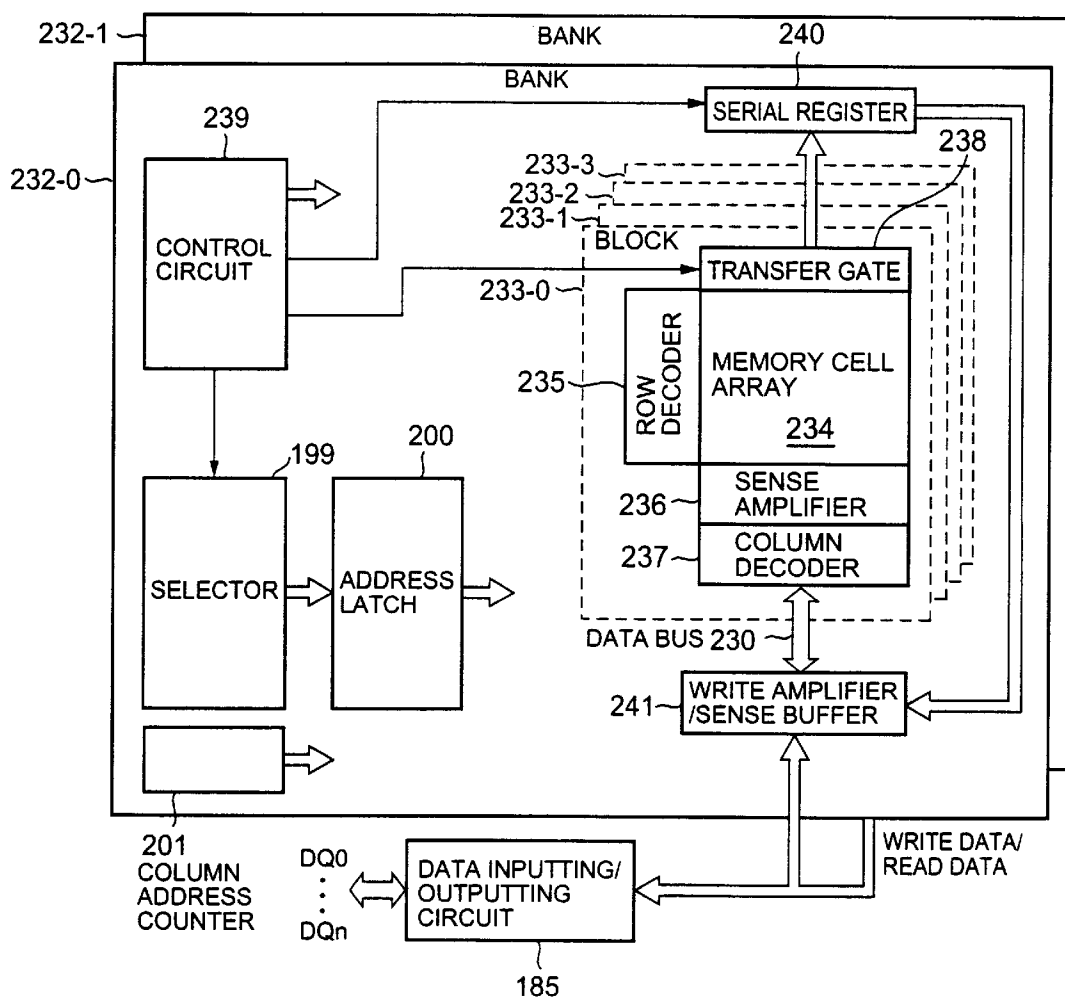 232-1
BANK
240
BANK
SERIAL REGISTER
239
238
232-0
233-3
233-2
233-1
BLOCK
CONTROL
CIRCUIT
TRANSFER GATE
233-0
ROW
DECODER
MEMORY CELL
ARRAY
235
234
199
200
SENSE
AMPLIFIER
236
COLUMN
DECODER
237
SELECTOR
ADDRESS
LATCH
DATA BUS 230
WRITE AMPLIFIER
/SENSE BUFFER
241
201
COLUMN
ADDRESS
COUNTER
DQ0
DQn
DATA INPUTTING/
OUTPUTTING
CIRCUIT
WRITE DATA/
READ DATA
185